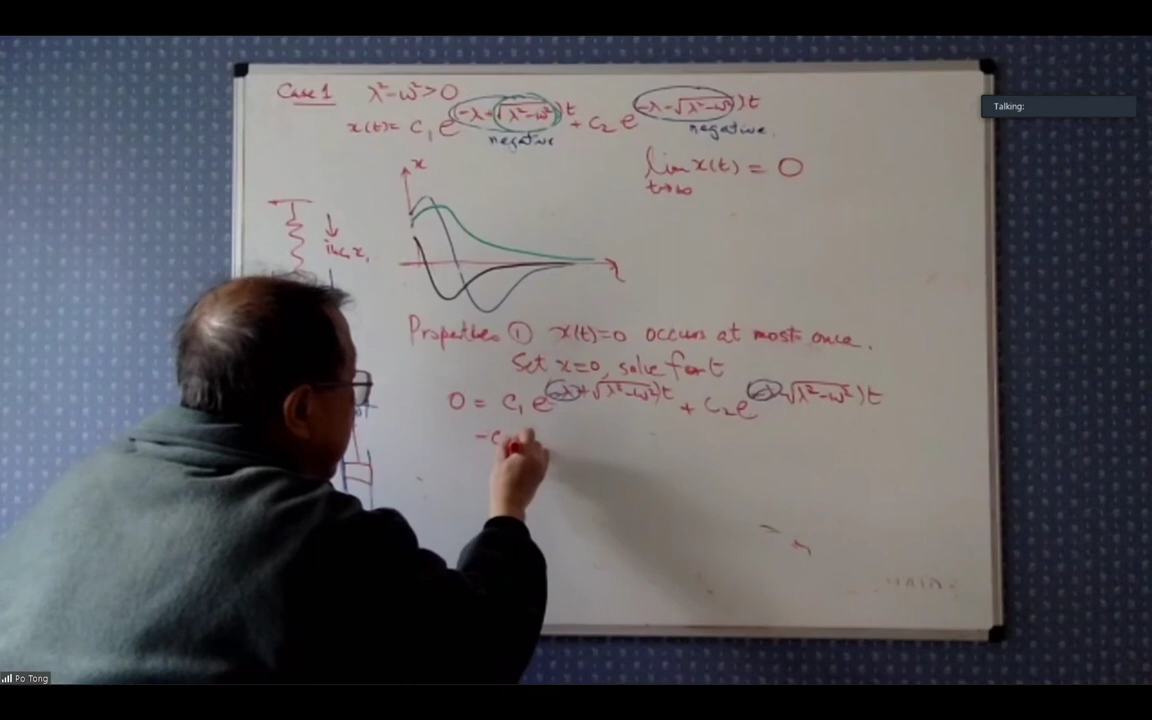 Case 1 λ²-ω²>0
x(t)= c₁ e^(-λ+√(λ²-ω²))t + c₂ e^(-λ-√(λ²-ω²))t
negative negative.
lim x(t) = 0
t→∞
x
t
Properties ① x(t)=0 occurs at most once.
Set x=0, solve for t
0 = c₁ e^(-λ+√(λ²-ω²))t + c₂ e^(-λ-√(λ²-ω²))t
-c
Talking:
Po Tong